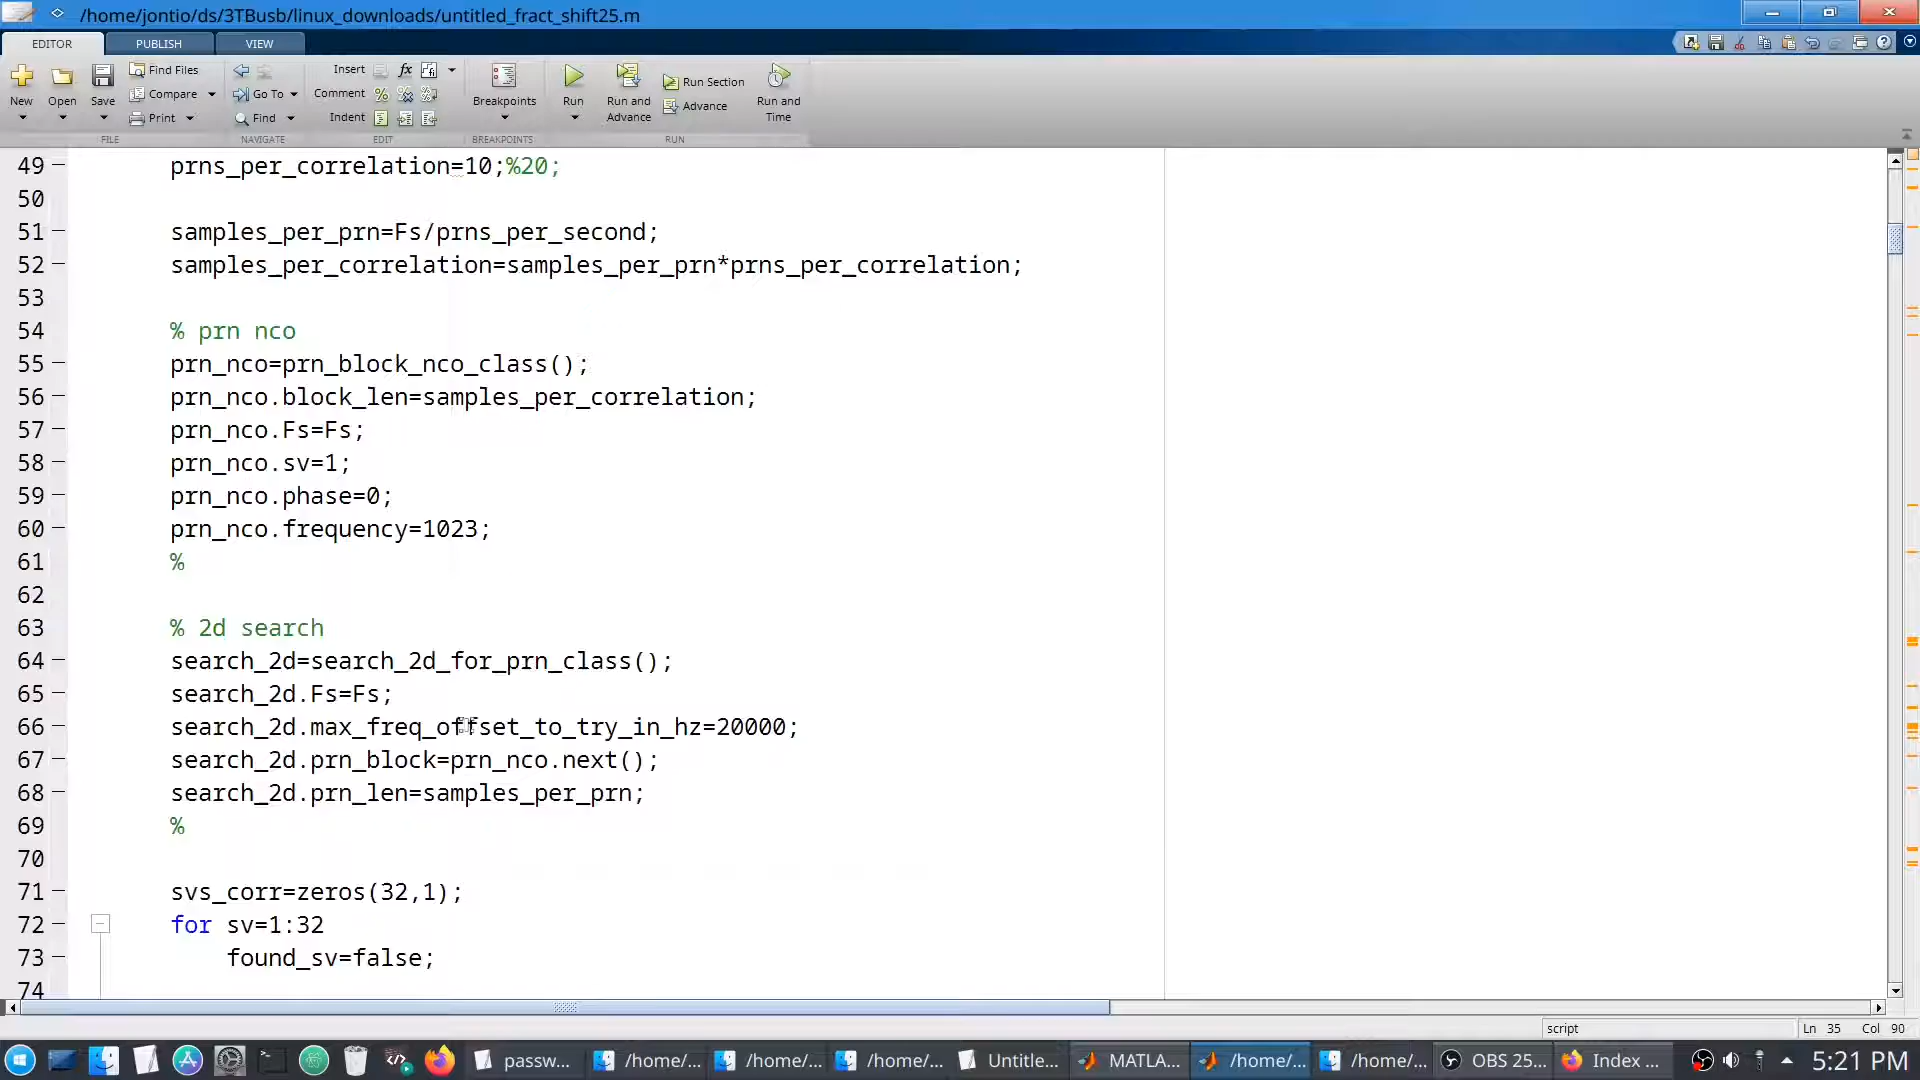 /home/jontio/ds/3TBusb/linux_downloads/untitled_fract_shift25.m
EDITOR PUBLISH VIEW
New Open Save Find Files Compare Print Go To Find Insert Comment Indent fx Breakpoints Run Run and Advance Run Section Advance Run and Time
FILE NAVIGATE EDIT BREAKPOINTS RUN
49 prns_per_correlation=10;%20;
50
51 samples_per_prn=Fs/prns_per_second;
52 samples_per_correlation=samples_per_prn*prns_per_correlation;
53
54 % prn nco
55 prn_nco=prn_block_nco_class();
56 prn_nco.block_len=samples_per_correlation;
57 prn_nco.Fs=Fs;
58 prn_nco.sv=1;
59 prn_nco.phase=0;
60 prn_nco.frequency=1023;
61 %
62
63 % 2d search
64 search_2d=search_2d_for_prn_class();
65 search_2d.Fs=Fs;
66 search_2d.max_freq_offset_to_try_in_hz=20000;
67 search_2d.prn_block=prn_nco.next();
68 search_2d.prn_len=samples_per_prn;
69 %
70
71 svs_corr=zeros(32,1);
72 for sv=1:32
73 found_sv=false;
74
script Ln 35 Col 90
passw... /home/... /home/... /home/... Untitle... MATLA... /home/... /home/... OBS 25... Index ... 5:21 PM